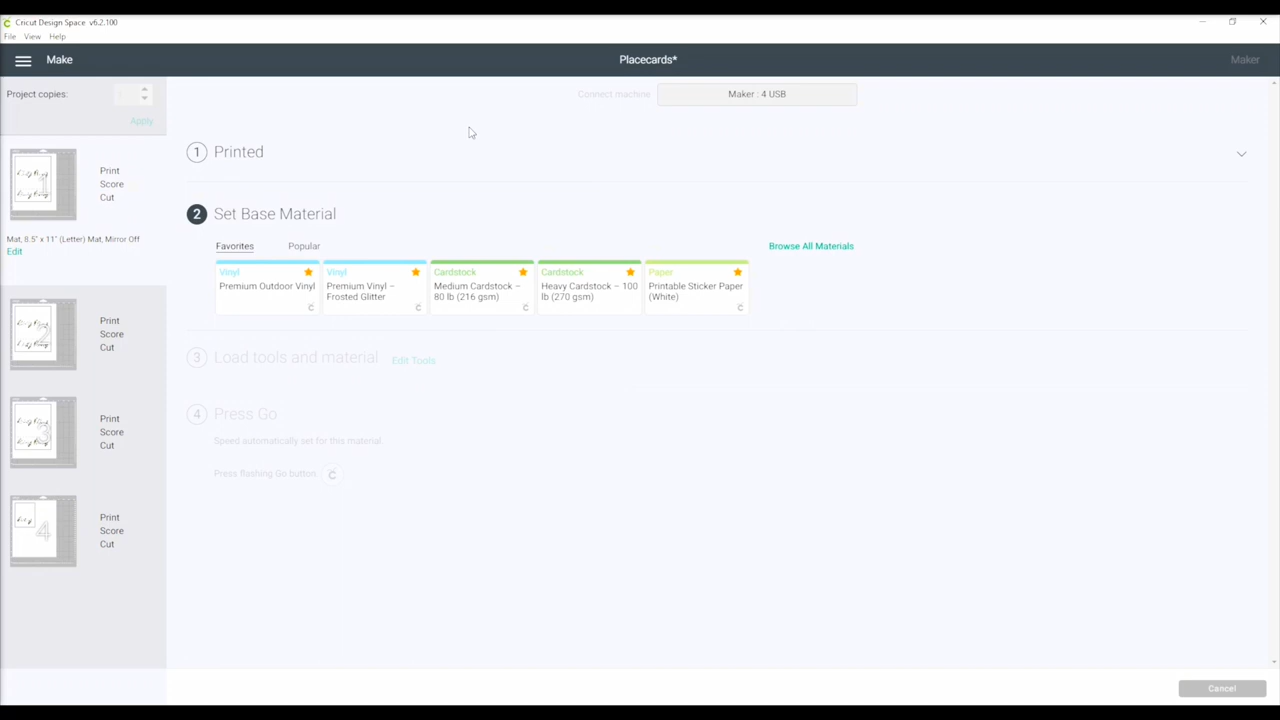 Cricut Design Space v6.2.100
File View Help
Make
Placecards*
Maker
Project copies:
Apply
Connect machine
Maker : 4 USB
1 Printed
Print
Score
Cut
Mat, 8.5" x 11" (Letter) Mat, Mirror Off
Edit
2 Set Base Material
Favorites Popular
Browse All Materials
Vinyl
Premium Outdoor Vinyl
Vinyl
Premium Vinyl –
Frosted Glitter
Cardstock
Medium Cardstock –
80 lb (216 gsm)
Cardstock
Heavy Cardstock – 100
lb (270 gsm)
Paper
Printable Sticker Paper
(White)
2
Print
Score
Cut
3 Load tools and material Edit Tools
3
Print
Score
Cut
4 Press Go
Speed automatically set for this material.
Press flashing Go button.
4
Print
Score
Cut
Cancel